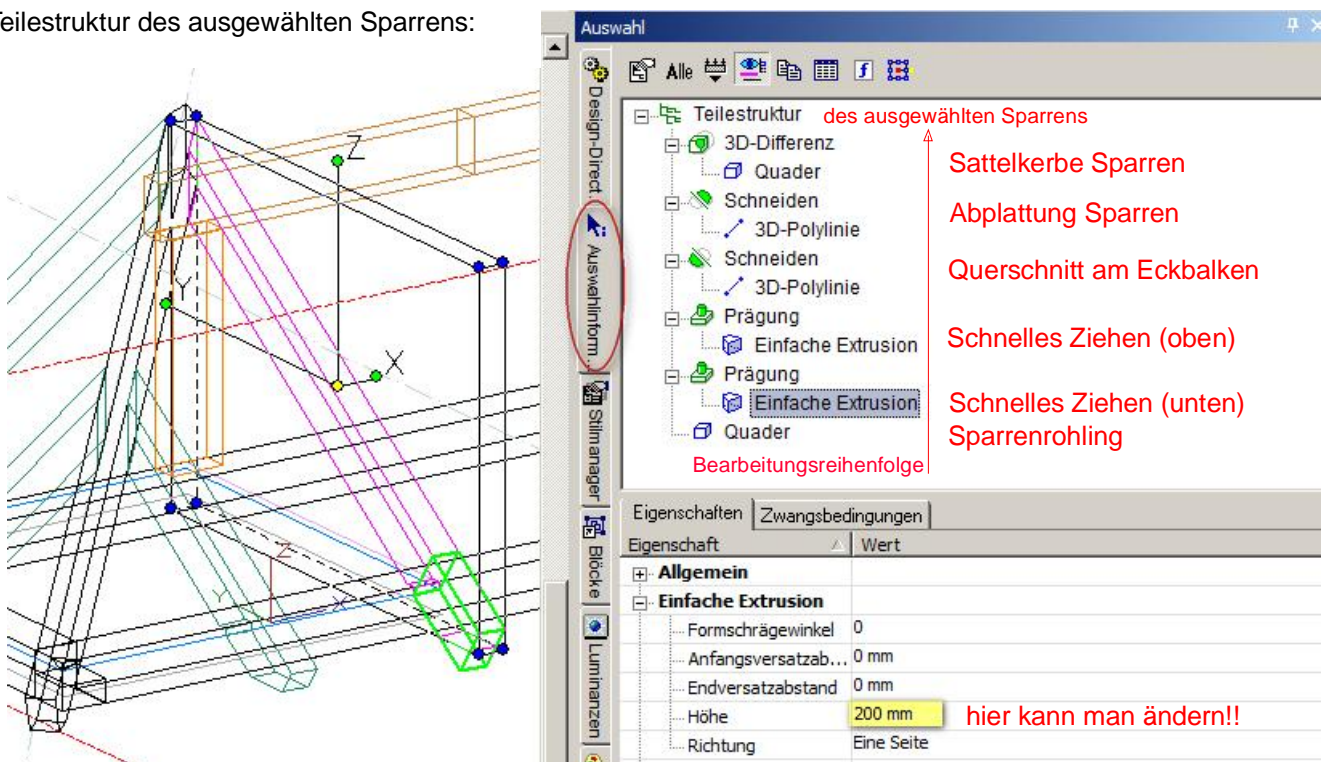 Teilestruktur des ausgewählten Sparrens:
Z
Y
X
Z
Y
X
Auswahl
Alle
Design-Direct.
Auswahlinform...
Stilmanager
Blöcke
Luminanzen
Teilestruktur des ausgewählten Sparrens
3D-Differenz
Quader
Sattelkerbe Sparren
Schneiden
3D-Polylinie
Abplattung Sparren
Schneiden
3D-Polylinie
Querschnitt am Eckbalken
Prägung
Einfache Extrusion
Schnelles Ziehen (oben)
Prägung
Einfache Extrusion
Schnelles Ziehen (unten)
Quader
Sparrenrohling
Bearbeitungsreihenfolge
Eigenschaften Zwangsbedingungen
Eigenschaft Wert
Allgemein
Einfache Extrusion
Formschrägewinkel 0
Anfangsversatzab... 0 mm
Endversatzabstand 0 mm
Höhe 200 mm hier kann man ändern!!
Richtung Eine Seite